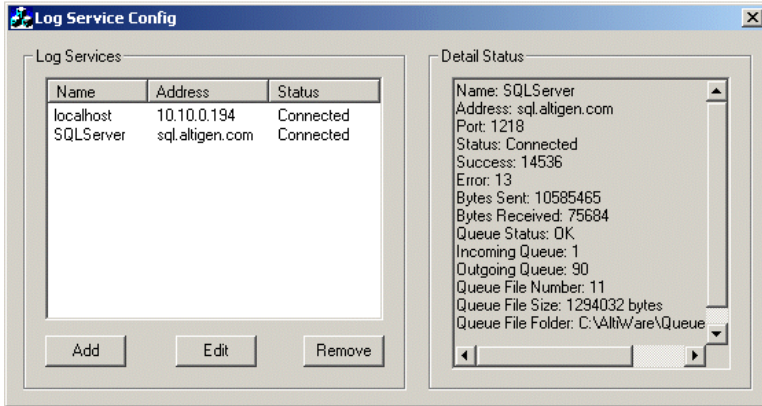 Log Service Config
Log Services
Name Address Status
localhost 10.10.0.194 Connected
SQLServer sql.altigen.com Connected
Add Edit Remove
Detail Status
Name: SQLServer
Address: sql.altigen.com
Port: 1218
Status: Connected
Success: 14536
Error: 13
Bytes Sent: 10585465
Bytes Received: 75684
Queue Status: OK
Incoming Queue: 1
Outgoing Queue: 90
Queue File Number: 11
Queue File Size: 1294032 bytes
Queue File Folder: C:\AltiWare\Queue